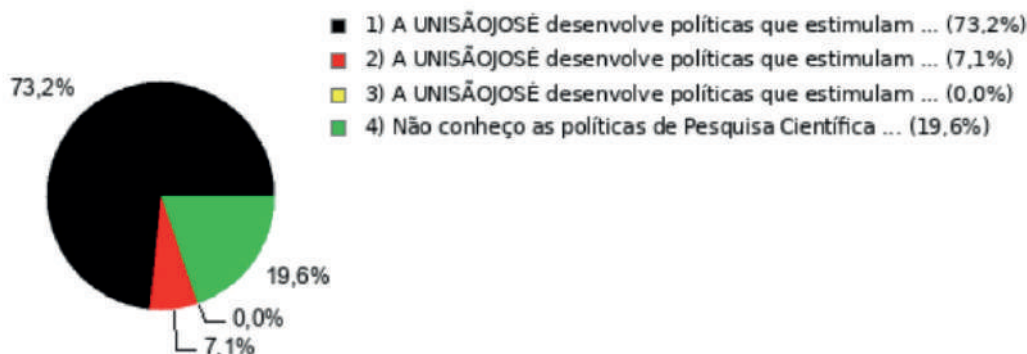 1) A UNISÃOJOSÉ desenvolve políticas que estimulam ... (73,2%)
2) A UNISÃOJOSÉ desenvolve políticas que estimulam ... (7,1%)
3) A UNISÃOJOSÉ desenvolve políticas que estimulam ... (0,0%)
4) Não conheço as políticas de Pesquisa Científica ... (19,6%)
73,2%
19,6%
0,0%
7,1%